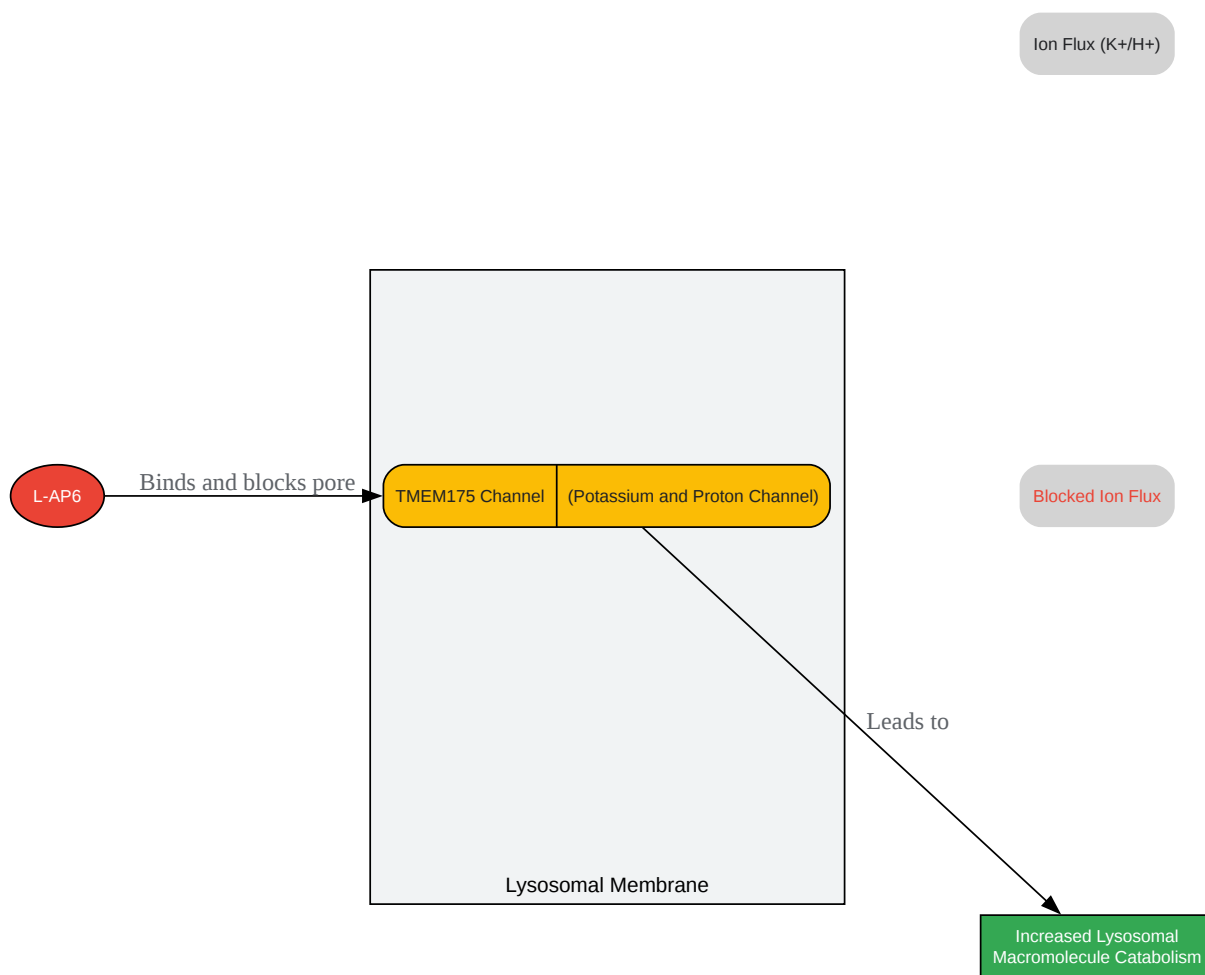 Ion Flux (K+/H+)
L-AP6
Binds and blocks pore
TMEM175 Channel
(Potassium and Proton Channel)
Blocked Ion Flux
Leads to
Lysosomal Membrane
Increased Lysosomal
Macromolecule Catabolism